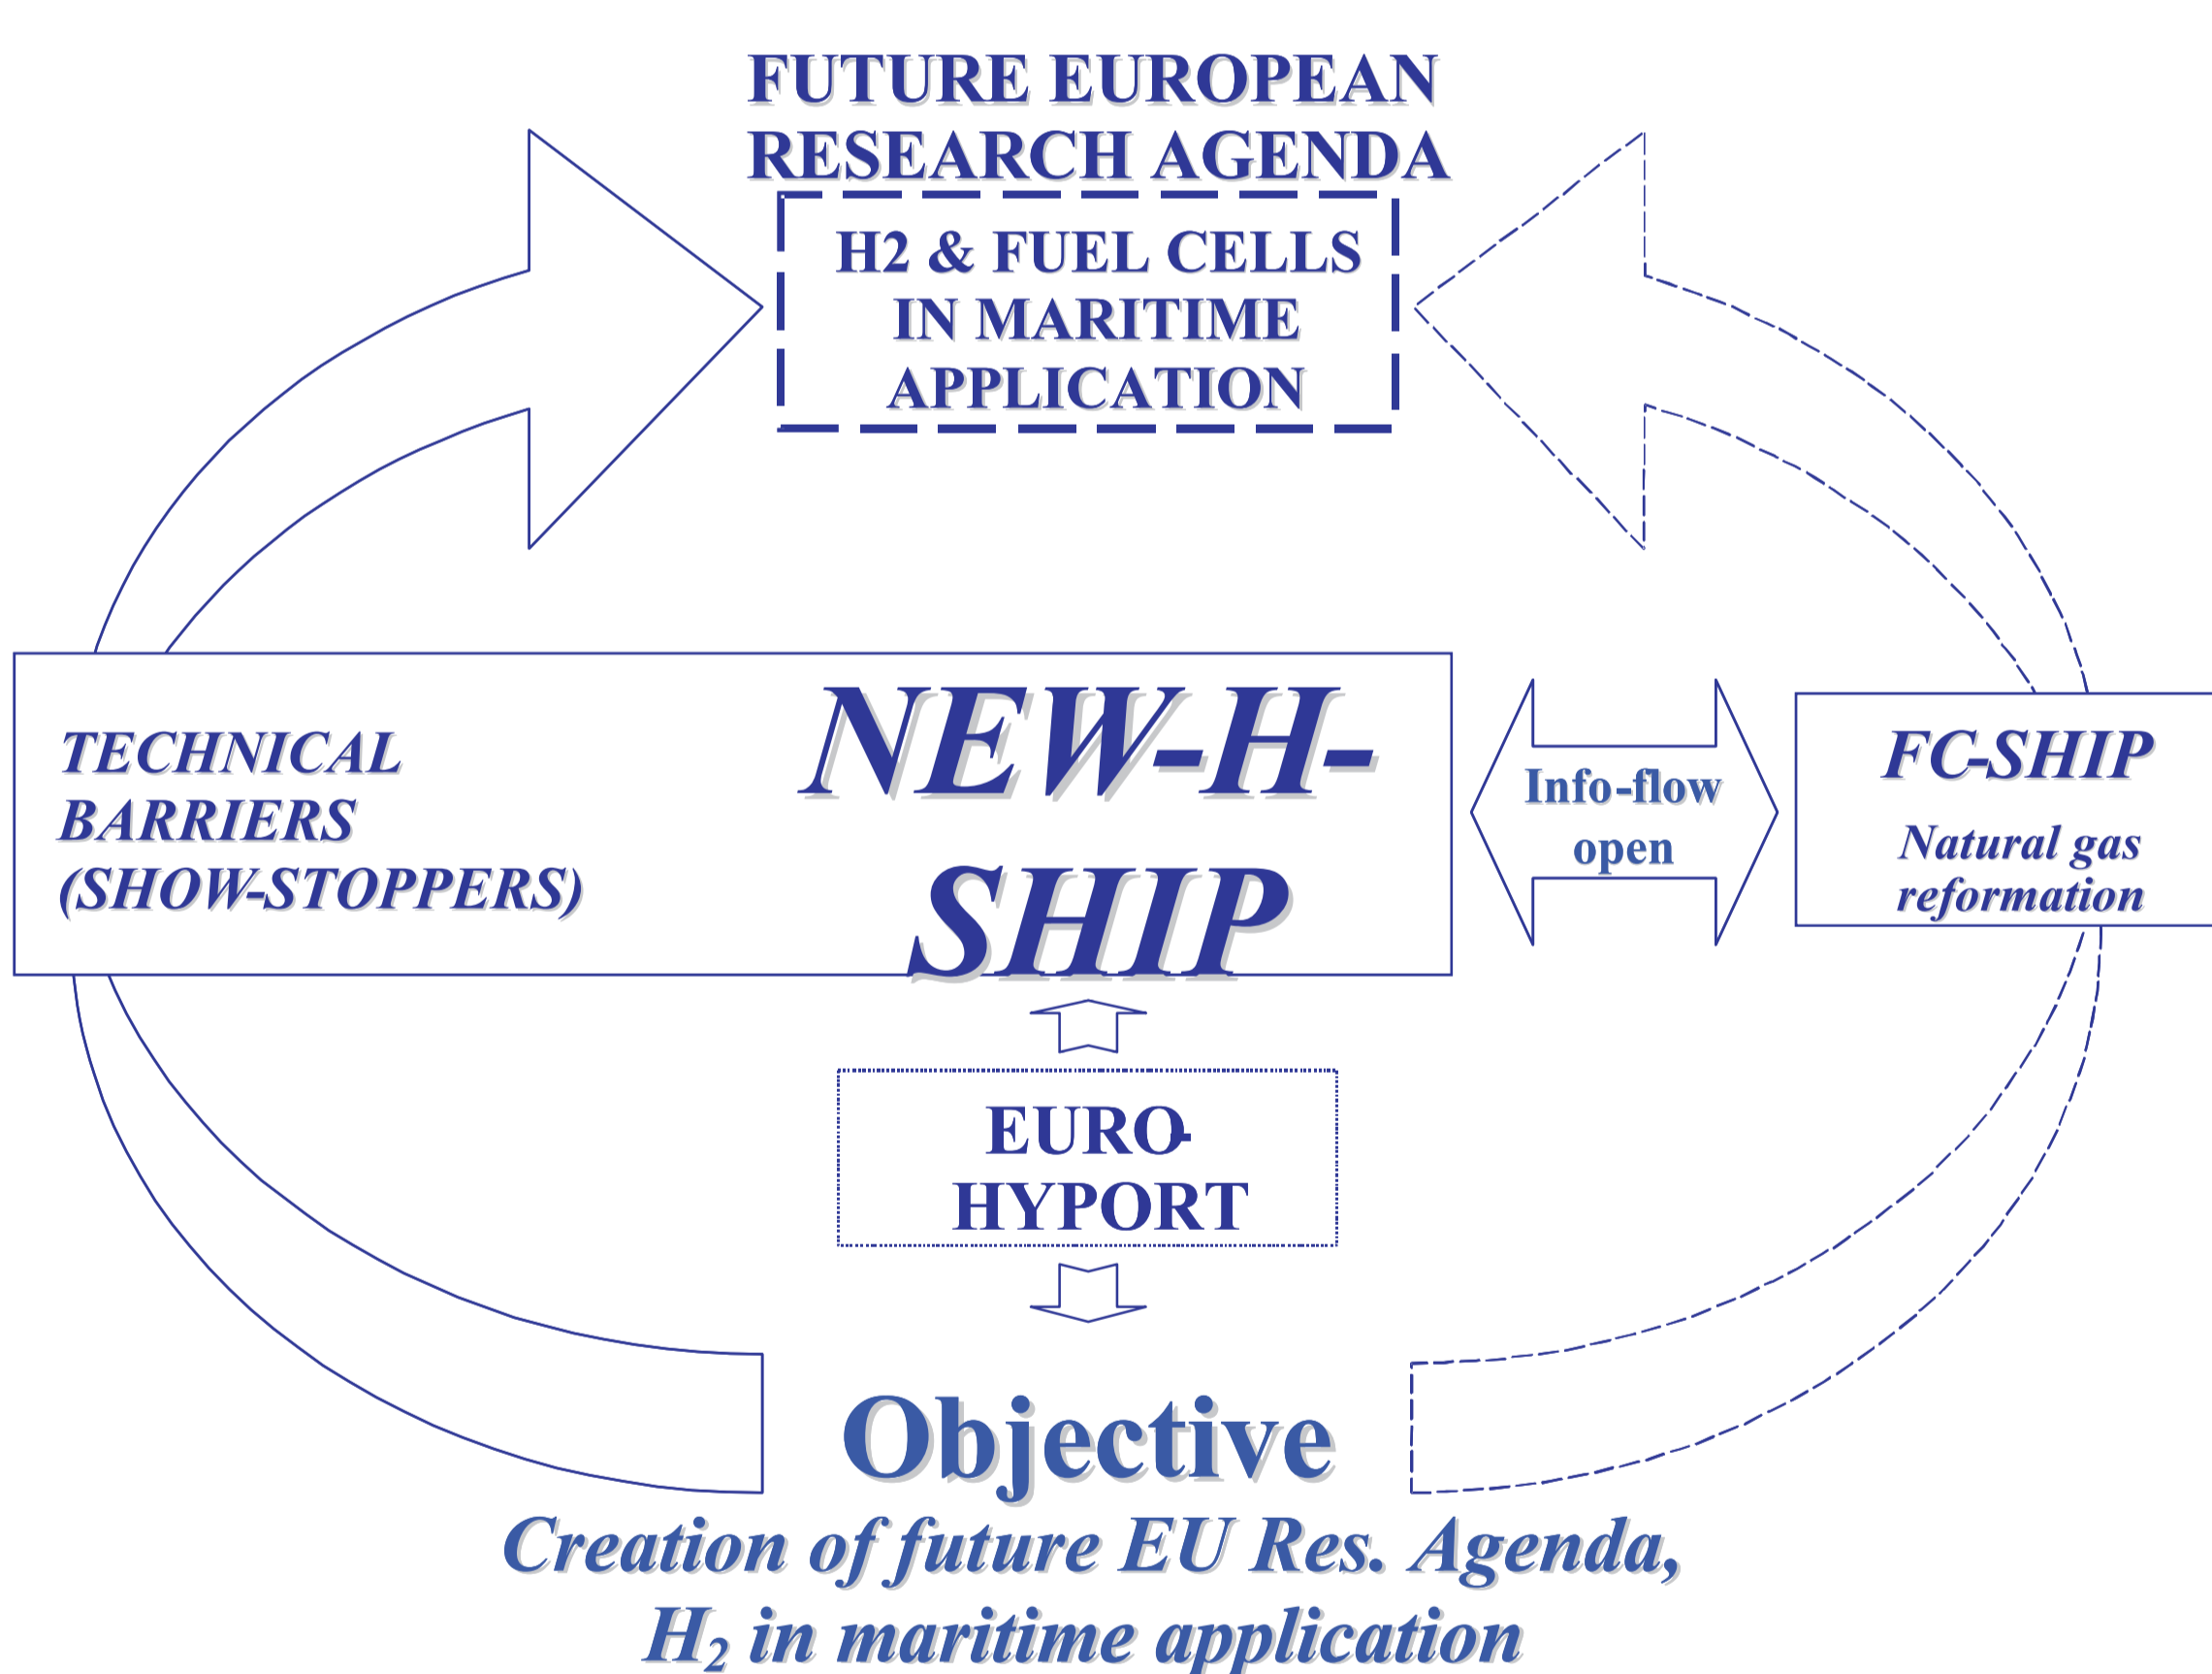 FUTURE EUROPEAN
RESEARCH AGENDA
H2 & FUEL CELLS
IN MARITIME
APPLICATION
TECHNICAL
BARRIERS
(SHOW-STOPPERS)
NEW-H-
SHIP
Info-flow
open
FC-SHIP
Natural gas
reformation
EURO-
HYPORT
Objective
Creation of future EU Res. Agenda,
H₂ in maritime application